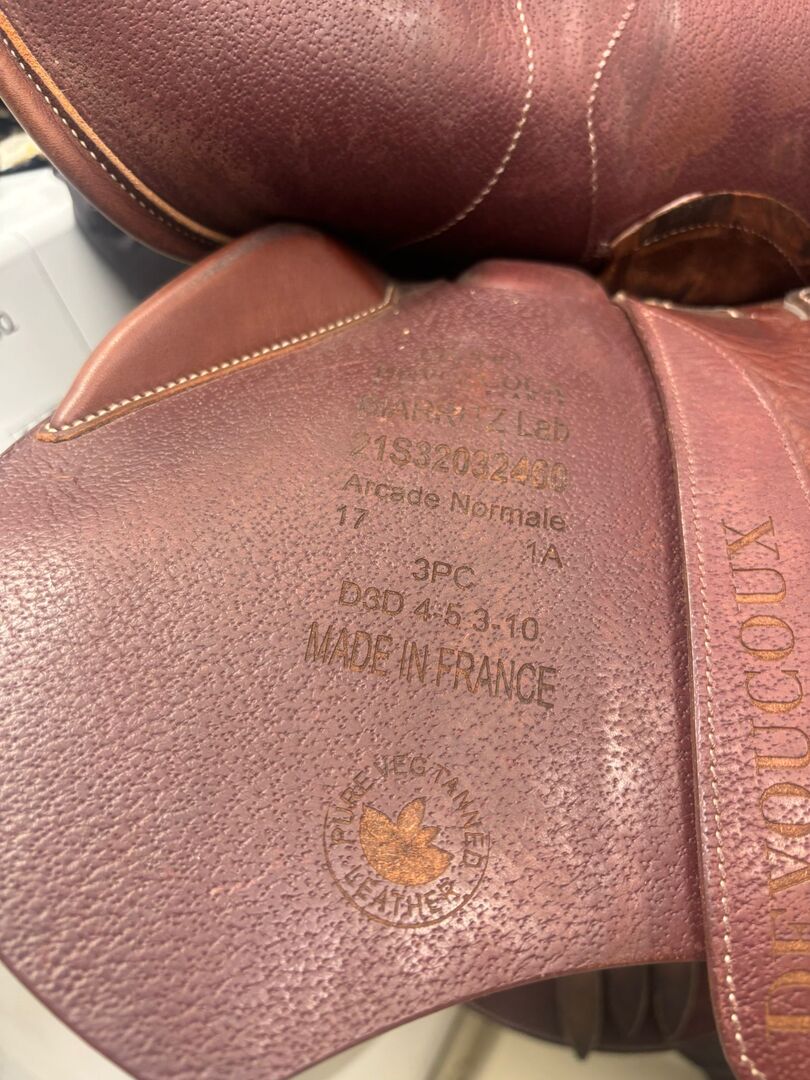 BIARRITZ Lab
21S32032469
Arcade Normale
17 1A
3PC
D3D 4-5 3-10
MADE IN FRANCE
PURE VEG TANNED
LEATHER
DEVOUCOUX